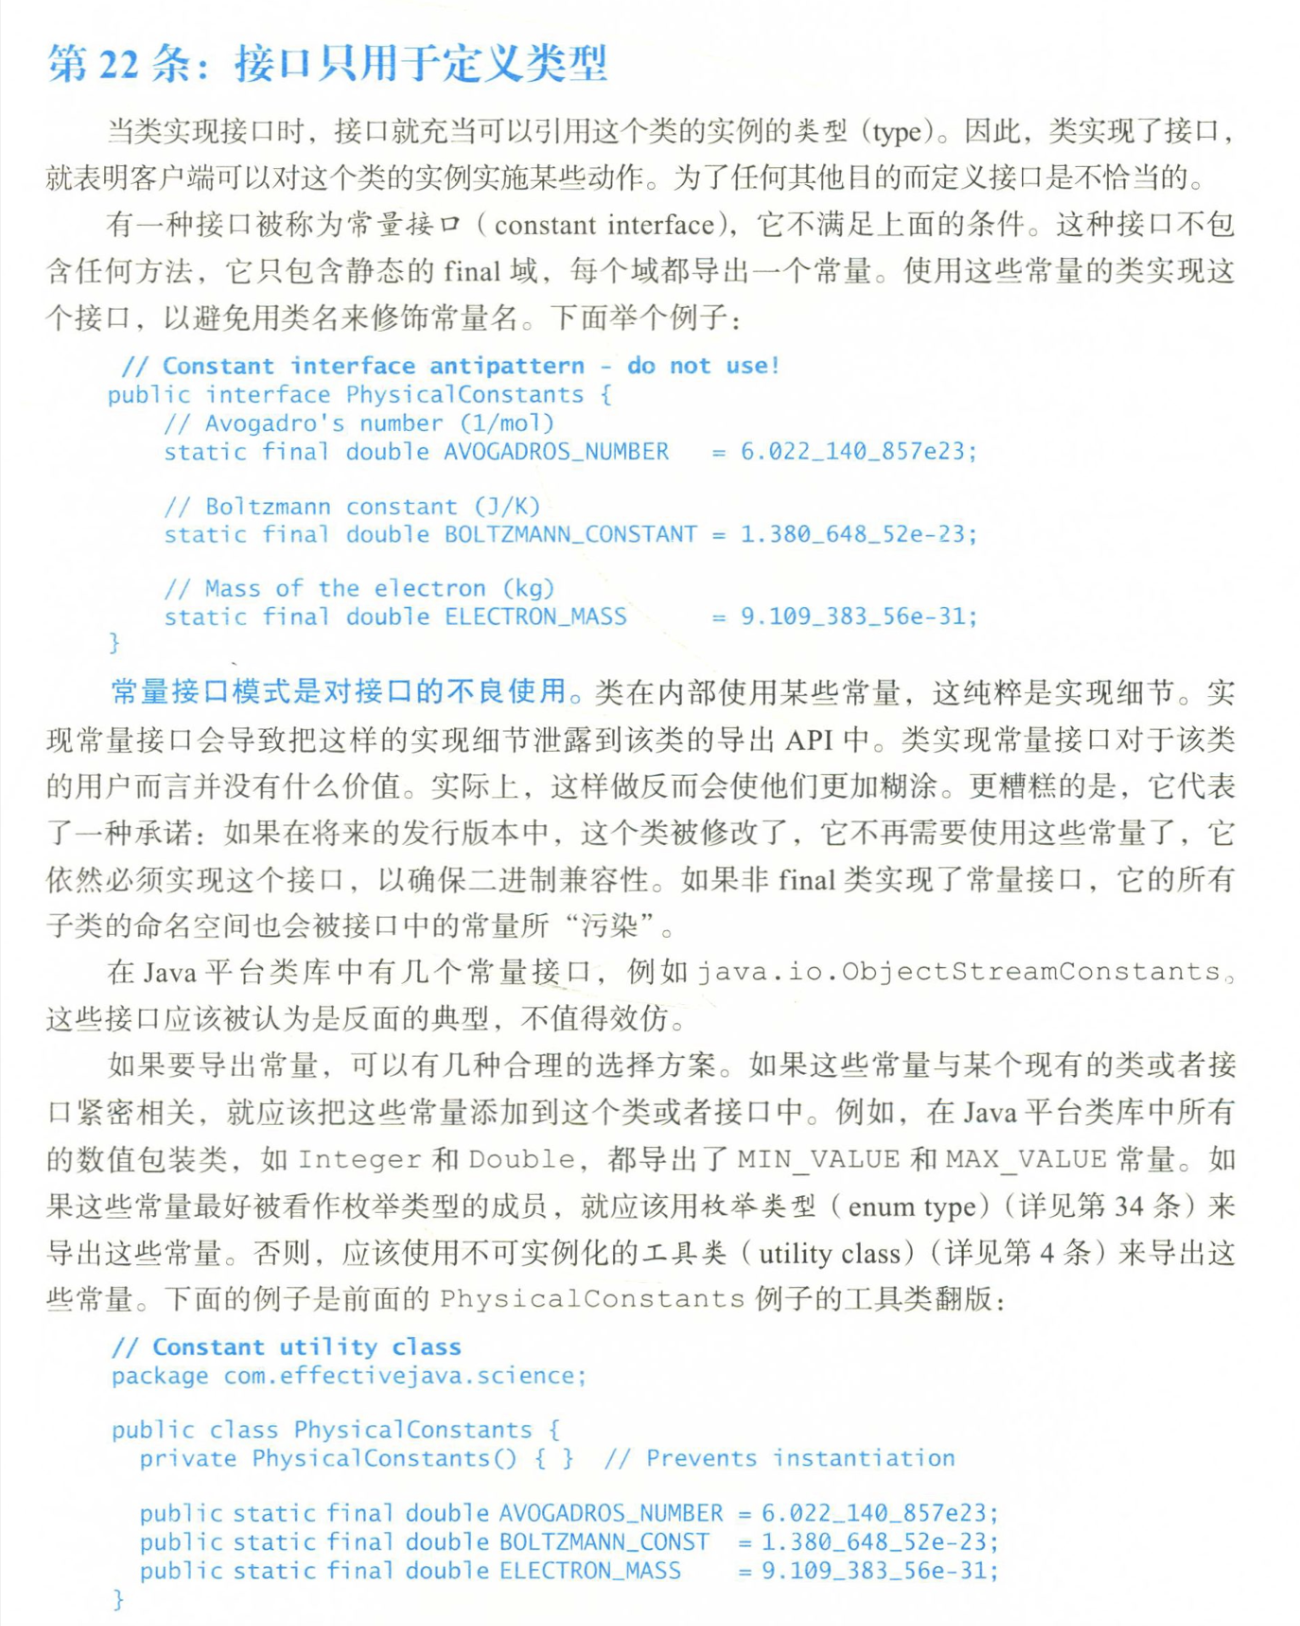 第 22 条：接口只用于定义类型
当类实现接口时，接口就充当可以引用这个类的实例的类型（type）。因此，类实现了接口，
就表明客户端可以对这个类的实例实施某些动作。为了任何其他目的而定义接口是不恰当的。
有一种接口被称为常量接口（constant interface），它不满足上面的条件。这种接口不包
含任何方法，它只包含静态的 final 域，每个域都导出一个常量。使用这些常量的类实现这
个接口，以避免用类名来修饰常量名。下面举个例子：
// Constant interface antipattern - do not use!
public interface PhysicalConstants {
    // Avogadro's number (1/mol)
    static final double AVOGADROS_NUMBER   = 6.022_140_857e23;
    // Boltzmann constant (J/K)
    static final double BOLTZMANN_CONSTANT = 1.380_648_52e-23;
    // Mass of the electron (kg)
    static final double ELECTRON_MASS      = 9.109_383_56e-31;
}
常量接口模式是对接口的不良使用。类在内部使用某些常量，这纯粹是实现细节。实
现常量接口会导致把这样的实现细节泄露到该类的导出 API 中。类实现常量接口对于该类
的用户而言并没有什么价值。实际上，这样做反而会使他们更加糊涂。更糟糕的是，它代表
了一种承诺：如果在将来的发行版本中，这个类被修改了，它不再需要使用这些常量了，它
依然必须实现这个接口，以确保二进制兼容性。如果非 final 类实现了常量接口，它的所有
子类的命名空间也会被接口中的常量所“污染”。
在 Java 平台类库中有几个常量接口，例如 java.io.ObjectStreamConstants。
这些接口应该被认为是反面的典型，不值得效仿。
如果要导出常量，可以有几种合理的选择方案。如果这些常量与某个现有的类或者接
口紧密相关，就应该把这些常量添加到这个类或者接口中。例如，在 Java 平台类库中所有
的数值包装类，如 Integer 和 Double，都导出了 MIN_VALUE 和 MAX_VALUE 常量。如
果这些常量最好被看作枚举类型的成员，就应该用枚举类型（enum type）（详见第 34 条）来
导出这些常量。否则，应该使用不可实例化的工具类（utility class）（详见第 4 条）来导出这
些常量。下面的例子是前面的 PhysicalConstants 例子的工具类翻版：
// Constant utility class
package com.effectivejava.science;
public class PhysicalConstants {
  private PhysicalConstants() { }  // Prevents instantiation
  public static final double AVOGADROS_NUMBER = 6.022_140_857e23;
  public static final double BOLTZMANN_CONST  = 1.380_648_52e-23;
  public static final double ELECTRON_MASS    = 9.109_383_56e-31;
}